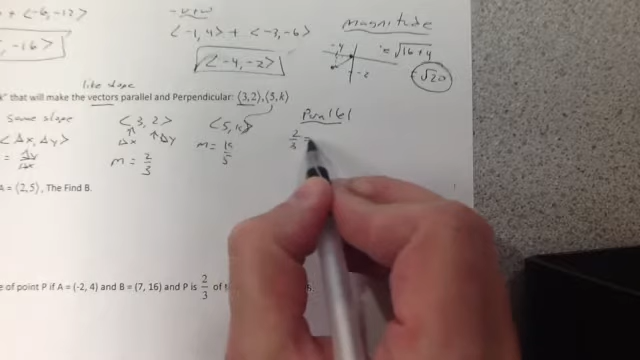 + <-6, -12>
, -16>
-v + w
<-1, 4> + <-3, -6>
<-4, -2>
Magnitude
-4
-2
= √16 + 4
√20
like slope
k" that will make the vectors parallel and Perpendicular: ⟨3, 2⟩, ⟨5, k⟩
same slope
<Δx, ΔY>
= ΔY/Δx
<3, 2>
Δx ΔY
m = 2/3
<5, k>
m = k/5
Parallel
2/3 =
A = ⟨2, 5⟩, The Find B.
e of point P if A = (-2, 4) and B = (7, 16) and P is 2/3 of t